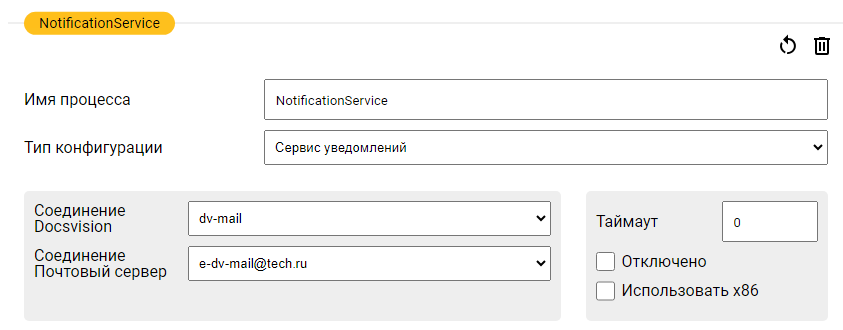 NotificationService
Имя процесса
NotificationService
Тип конфигурации
Сервис уведомлений
Соединение
Docsvision
dv-mail
Соединение
Почтовый сервер
e-dv-mail@tech.ru
Таймаут
0
Отключено
Использовать x86